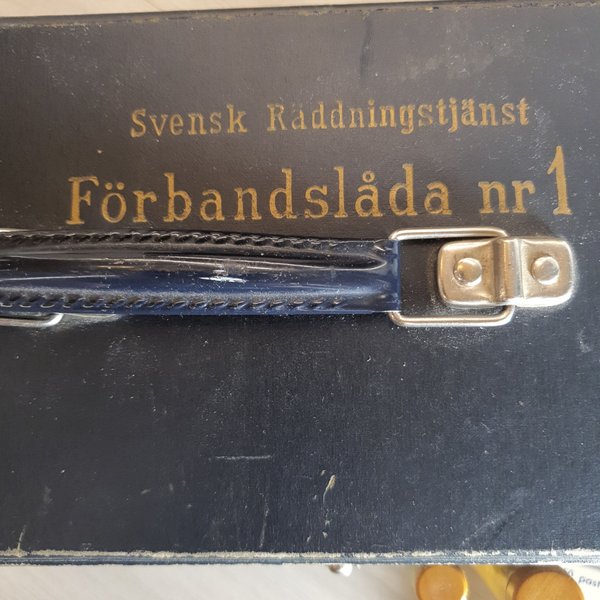 Svensk Räddningstjänst
Förbandslåda nr 1